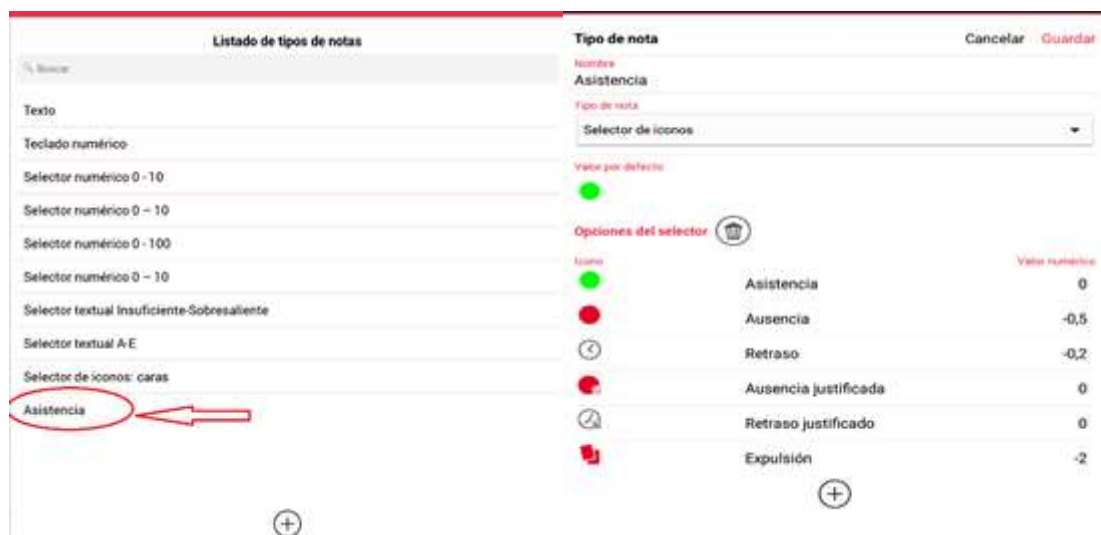 Listado de tipos de notas
Buscar
Texto
Teclado numérico
Selector numérico 0 - 10
Selector numérico 0 – 10
Selector numérico 0 - 100
Selector numérico 0 – 10
Selector textual Insuficiente-Sobresaliente
Selector textual A-E
Selector de iconos: caras
Asistencia
Tipo de nota Cancelar Guardar
Nombre
Asistencia
Tipo de nota
Selector de iconos
Valor por defecto
Opciones del selector
Icono Valor numérico
Asistencia 0
Ausencia -0,5
Retraso -0,2
Ausencia justificada 0
Retraso justificado 0
Expulsión -2